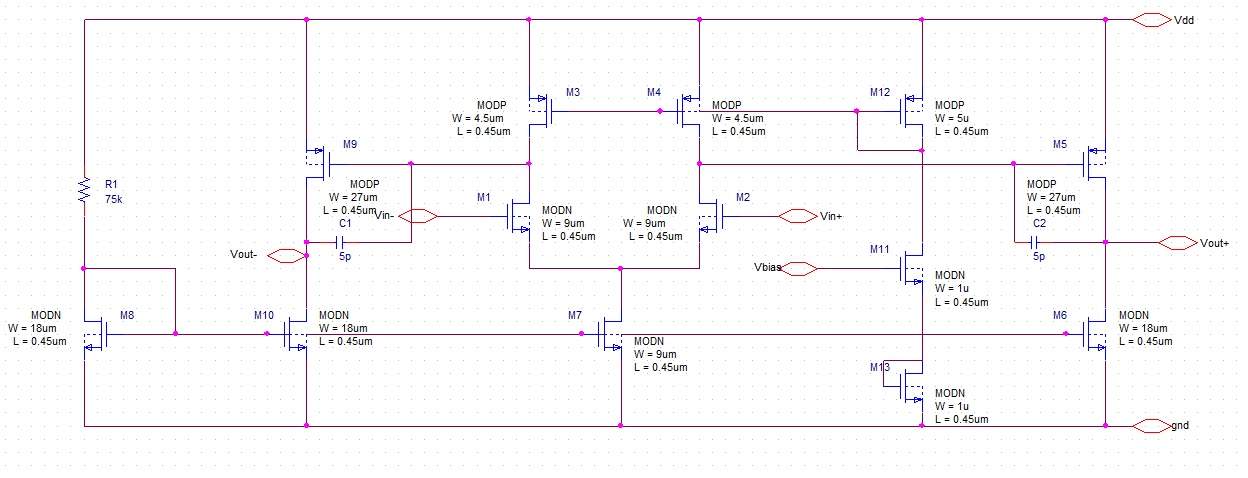 Vdd
M3
M4
M12
MODP
W = 4.5um
L = 0.45um
MODP
W = 4.5um
L = 0.45um
MODP
W = 5u
L = 0.45um
M9
M5
R1
75k
MODP
W = 27um
L = 0.45um
MODP
W = 27um
L = 0.45um
M1
M2
Vin-
MODN
W = 9um
L = 0.45um
MODN
W = 9um
L = 0.45um
Vin+
C1
5p
C2
5p
Vout-
Vout+
M11
Vbias
MODN
W = 1u
L = 0.45um
MODN
W = 18um
L = 0.45um
M8
M10
MODN
W = 18um
L = 0.45um
M7
MODN
W = 9um
L = 0.45um
M6
MODN
W = 18um
L = 0.45um
M13
MODN
W = 1u
L = 0.45um
gnd